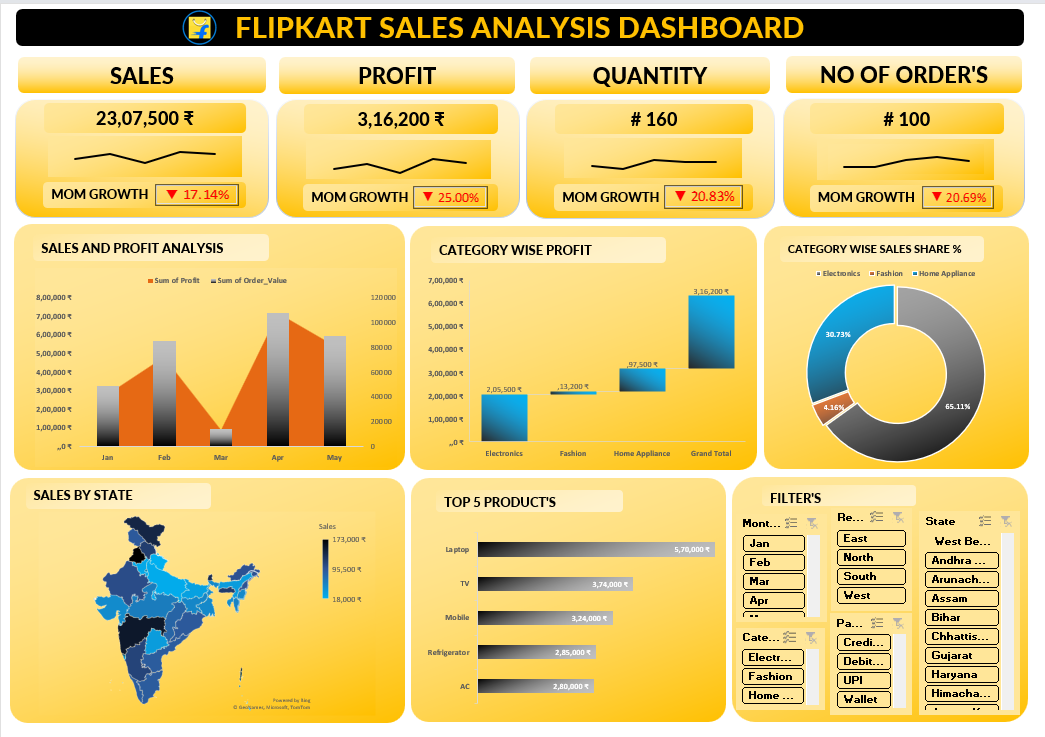 FLIPKART SALES ANALYSIS DASHBOARD
SALES
PROFIT
QUANTITY
NO OF ORDER'S
23,07,500 ₹
3,16,200 ₹
# 160
# 100
MOM GROWTH ▼ 17.14%
MOM GROWTH ▼ 25.00%
MOM GROWTH ▼ 20.83%
MOM GROWTH ▼ 20.69%
SALES AND PROFIT ANALYSIS
Sum of Profit Sum of Order_Value
8,00,000 ₹
7,00,000 ₹
6,00,000 ₹
5,00,000 ₹
4,00,000 ₹
3,00,000 ₹
2,00,000 ₹
1,00,000 ₹
,,0 ₹
120000
100000
80000
60000
40000
20000
0
Jan Feb Mar Apr May
CATEGORY WISE PROFIT
7,00,000 ₹
6,00,000 ₹
5,00,000 ₹
4,00,000 ₹
3,00,000 ₹
2,00,000 ₹
1,00,000 ₹
,,0 ₹
2,05,500 ₹
,13,200 ₹
,97,500 ₹
3,16,200 ₹
Electronics Fashion Home Appliance Grand Total
CATEGORY WISE SALES SHARE %
Electronics Fashion Home Appliance
30.73%
4.16%
65.11%
SALES BY STATE
Sales
173,000 ₹
95,500 ₹
18,000 ₹
Powered by Bing
© GeoNames, Microsoft, TomTom
TOP 5 PRODUCT'S
Laptop 5,70,000 ₹
TV 3,74,000 ₹
Mobile 3,24,000 ₹
Refrigerator 2,85,000 ₹
AC 2,80,000 ₹
FILTER'S
Mont...
Jan
Feb
Mar
Apr
Cate...
Electr...
Fashion
Home ...
Re...
East
North
South
West
Pa...
Credi...
Debit...
UPI
Wallet
State
West Be...
Andhra ...
Arunach...
Assam
Bihar
Chhattis...
Gujarat
Haryana
Himacha...